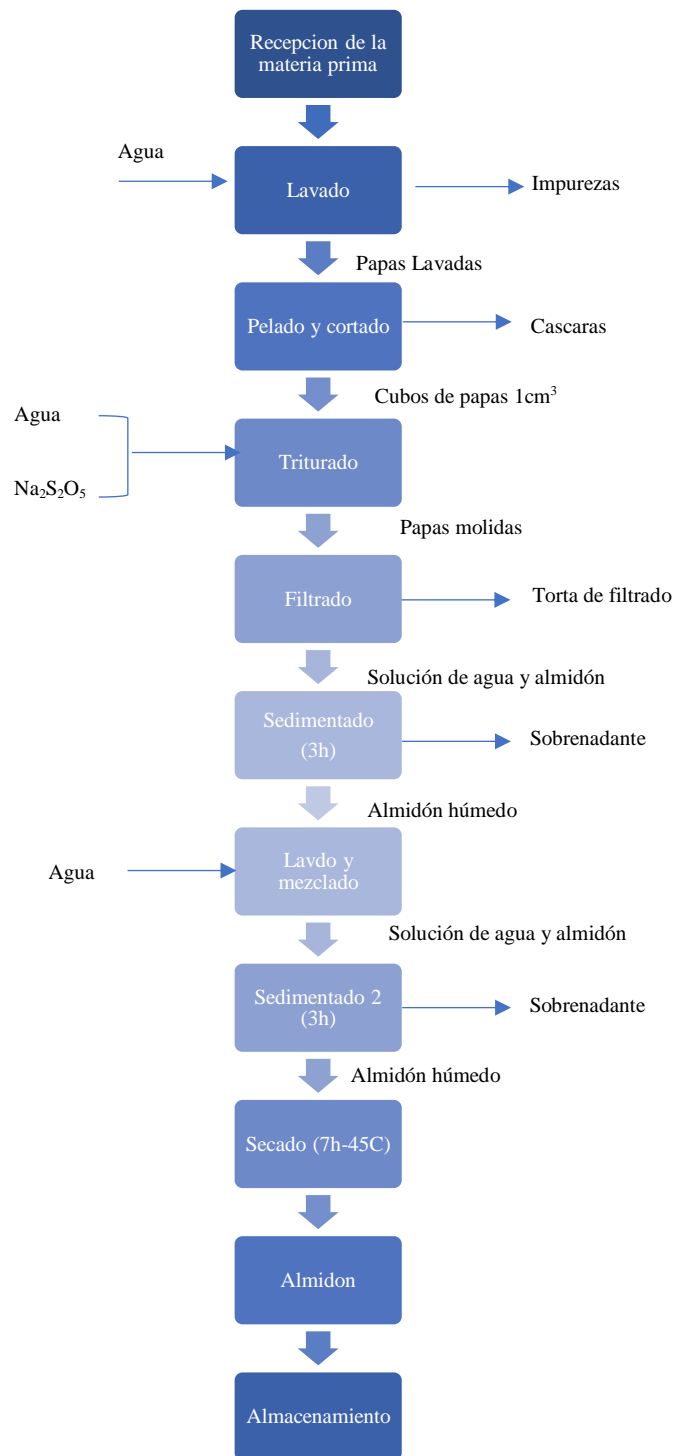 Recepcion de la
materia prima
Agua
Lavado
Impurezas
Papas Lavadas
Pelado y cortado
Cascaras
Cubos de papas 1cm³
Agua
Na₂S₂O₅
Triturado
Papas molidas
Filtrado
Torta de filtrado
Solución de agua y almidón
Sedimentado
(3h)
Sobrenadante
Almidón húmedo
Agua
Lavdo y
mezclado
Solución de agua y almidón
Sedimentado 2
(3h)
Sobrenadante
Almidón húmedo
Secado (7h-45C)
Almidon
Almacenamiento